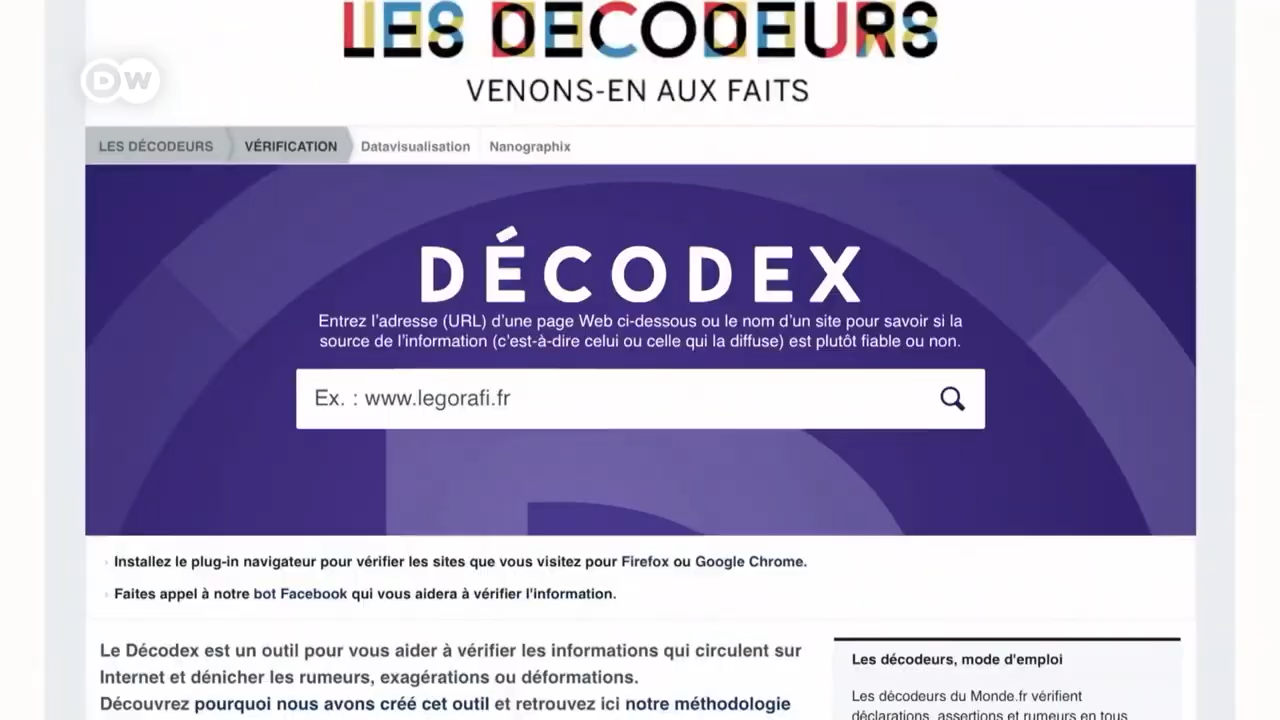 LES DECODEURS
DW
VENONS-EN AUX FAITS
LES DÉCODEURS VÉRIFICATION Datavisualisation Nanographix
DÉCODEX
Entrez l'adresse (URL) d'une page Web ci-dessous ou le nom d'un site pour savoir si la
source de l'information (c'est-à-dire celui ou celle qui la diffuse) est plutôt fiable ou non.
Ex. : www.legorafi.fr
Installez le plug-in navigateur pour vérifier les sites que vous visitez pour Firefox ou Google Chrome.
Faites appel à notre bot Facebook qui vous aidera à vérifier l'information.
Le Décodex est un outil pour vous aider à vérifier les informations qui circulent sur
Internet et dénicher les rumeurs, exagérations ou déformations.
Découvrez pourquoi nous avons créé cet outil et retrouvez ici notre méthodologie
Les décodeurs, mode d'emploi
Les décodeurs du Monde.fr vérifient
déclarations, assertions et rumeurs en tous